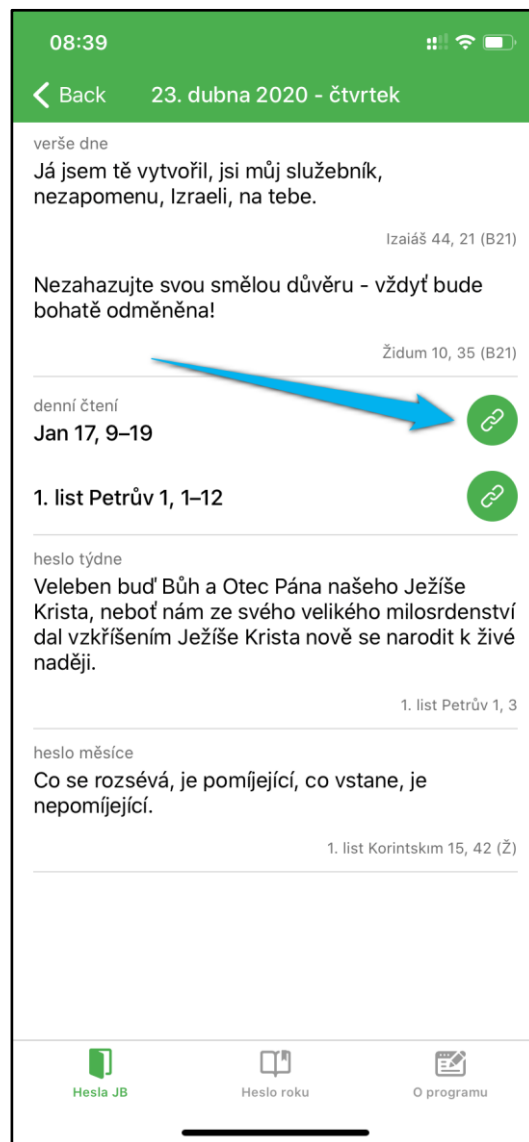 08:39
Back 23. dubna 2020 - čtvrtek
verše dne
Já jsem tě vytvořil, jsi můj služebník,
nezapomenu, Izraeli, na tebe.
Izaiáš 44, 21 (B21)
Nezahazujte svou smělou důvěru - vždyť bude
bohatě odměněna!
Židum 10, 35 (B21)
denní čtení
Jan 17, 9–19
1. list Petrův 1, 1–12
heslo týdne
Veleben buď Bůh a Otec Pána našeho Ježíše
Krista, neboť nám ze svého velikého milosrdenství
dal vzkříšením Ježíše Krista nově se narodit k živé
naději.
1. list Petrův 1, 3
heslo měsíce
Co se rozsévá, je pomíjející, co vstane, je
nepomíjející.
1. list Korintskım 15, 42 (Ž)
Hesla JB Heslo roku O programu